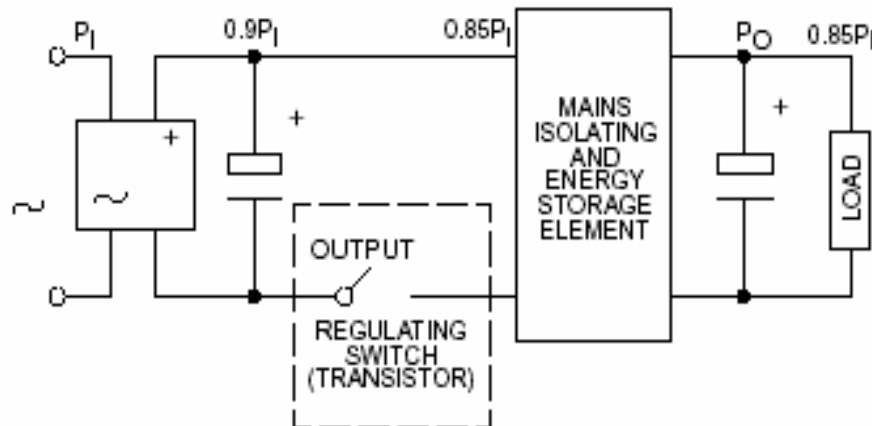 P_I
0.9P_I
0.85P_I
P_O
0.85P_I
+
+
+
MAINS
ISOLATING
AND
ENERGY
STORAGE
ELEMENT
LOAD
~
~
OUTPUT
REGULATING
SWITCH
(TRANSISTOR)